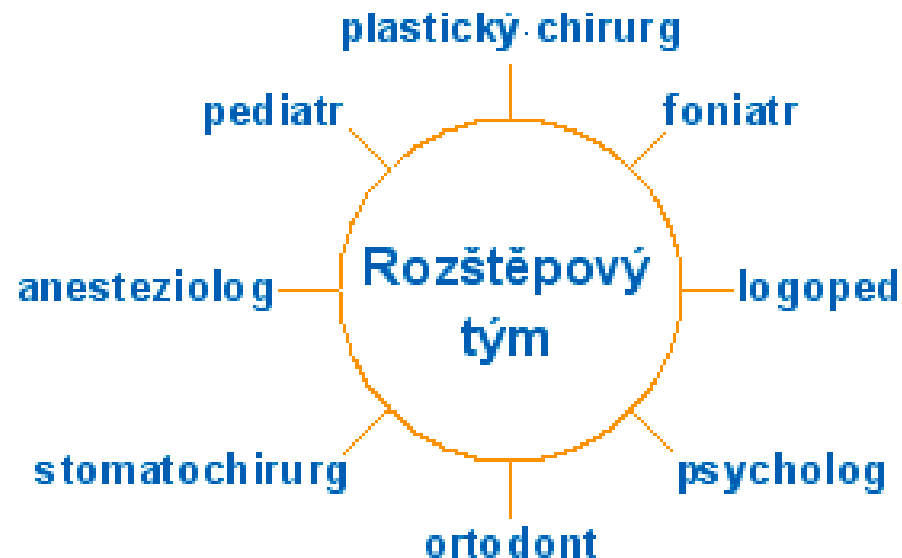 plastický chirurg
pediatr
foniatr
anesteziolog
Rozštěpový
tým
logoped
stomatochirurg
psycholog
ortodont